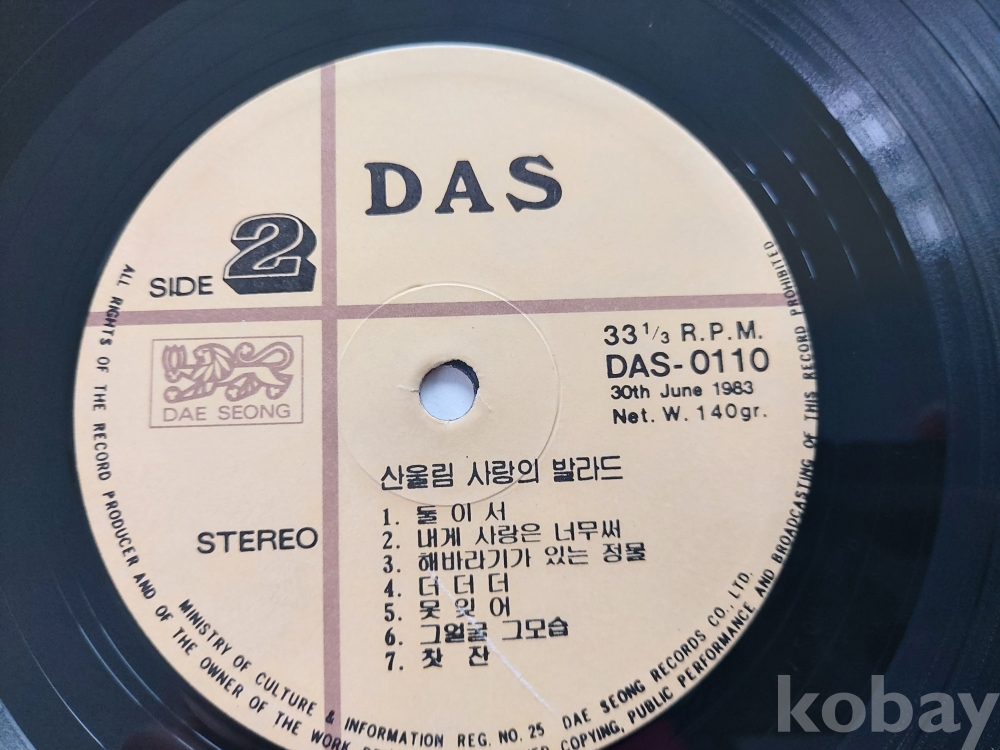 DAS
SIDE 2
DAE SEONG
33 1/3 R.P.M.
DAS-0110
30th June 1983
Net. W. 140gr.
STEREO
산울림 사랑의 발라드
1. 둘이서
2. 내게 사랑은 너무써
3. 해바라기가 있는 정물
4. 더 더 더
5. 못 잊어
6. 그얼굴 그모습
7. 찻 잔
ALL RIGHTS OF THE RECORD PRODUCER AND OF THE OWNER OF THE WORK COPYING, PUBLIC PERFORMANCE AND BROADCASTING OF THIS RECORD PROHIBITED
MINISTRY OF CULTURE & INFORMATION REG. NO. 25 DAE SEONG RECORDS CO., LTD.
kobay